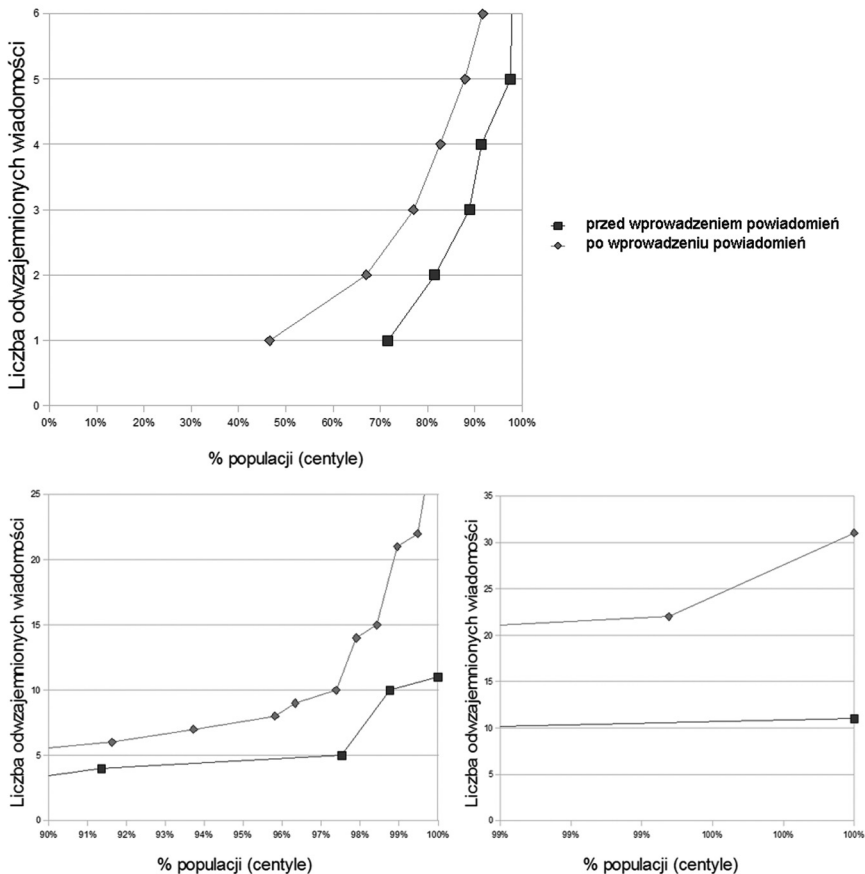 Liczba odwzajemnionych wiadomości
6
5
4
3
2
1
0
0% 10% 20% 30% 40% 50% 60% 70% 80% 90% 100%
% populacji (centyle)
przed wprowadzeniem powiadomień
po wprowadzeniu powiadomień
Liczba odwzajemnionych wiadomości
25
20
15
10
5
0
90% 91% 92% 93% 94% 95% 96% 97% 98% 99% 100%
% populacji (centyle)
Liczba odwzajemnionych wiadomości
35
30
25
20
15
10
5
0
99% 99% 99% 100% 100% 100%
% populacji (centyle)